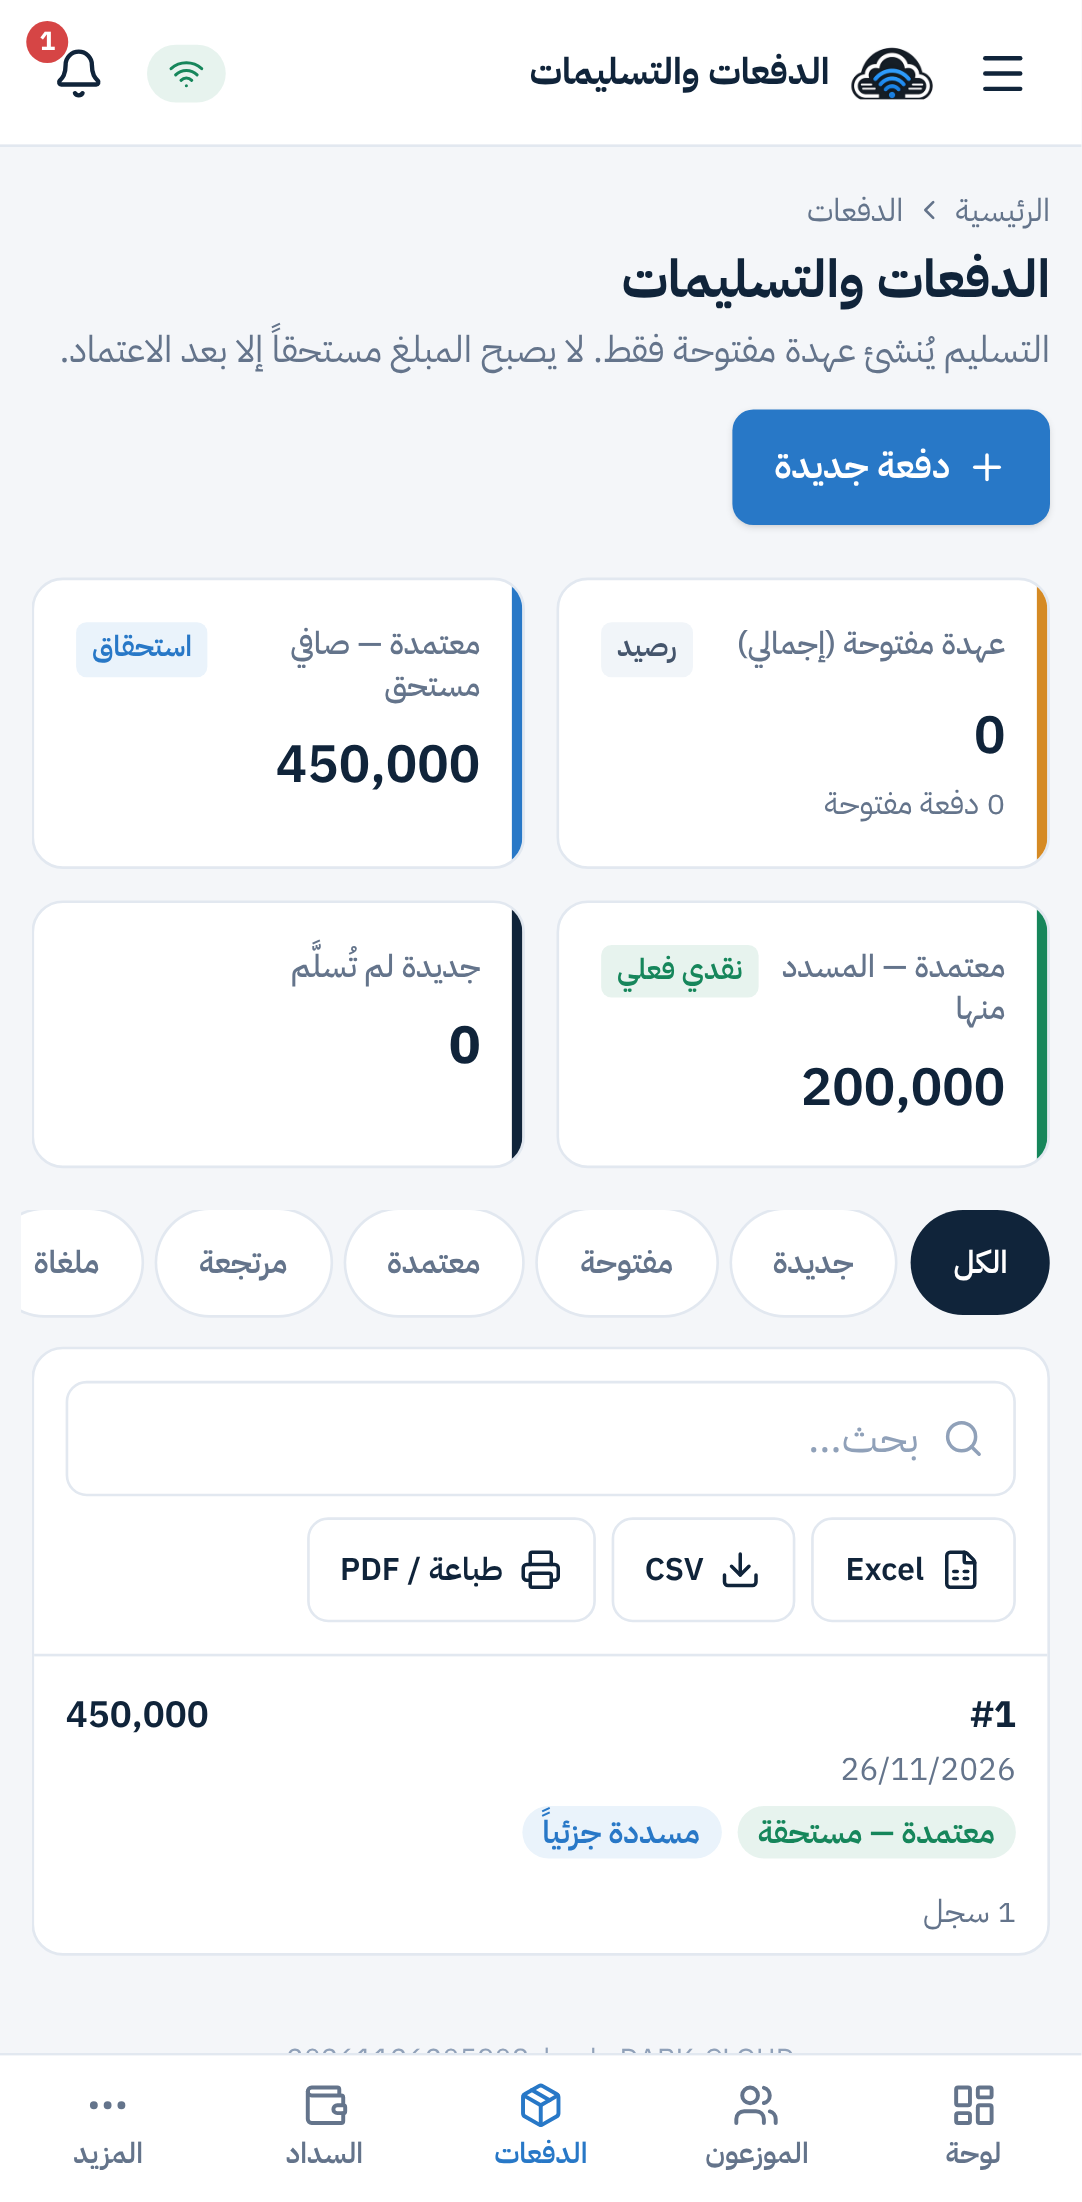 الدفعات والتسليمات
1
الرئيسية
الدفعات
الدفعات والتسليمات
التسليم يُنشئ عهدة مفتوحة فقط. لا يصبح المبلغ مستحقاً إلا بعد الاعتماد.
دفعة جديدة
عهدة مفتوحة (إجمالي)
رصيد
0
0 دفعة مفتوحة
معتمدة – صافي
مستحق
استحقاق
450,000
معتمدة – المسدد
منها
نقدي فعلي
200,000
جديدة لم تُسلَّم
0
الكل
جديدة
مفتوحة
معتمدة
مرتجعة
ملغاة
بحث...
Excel
CSV
طباعة / PDF
#1
450,000
26/11/2026
معتمدة – مستحقة
مسددة جزئياً
1 سجل
لوحة
الموزعون
الدفعات
السداد
المزيد